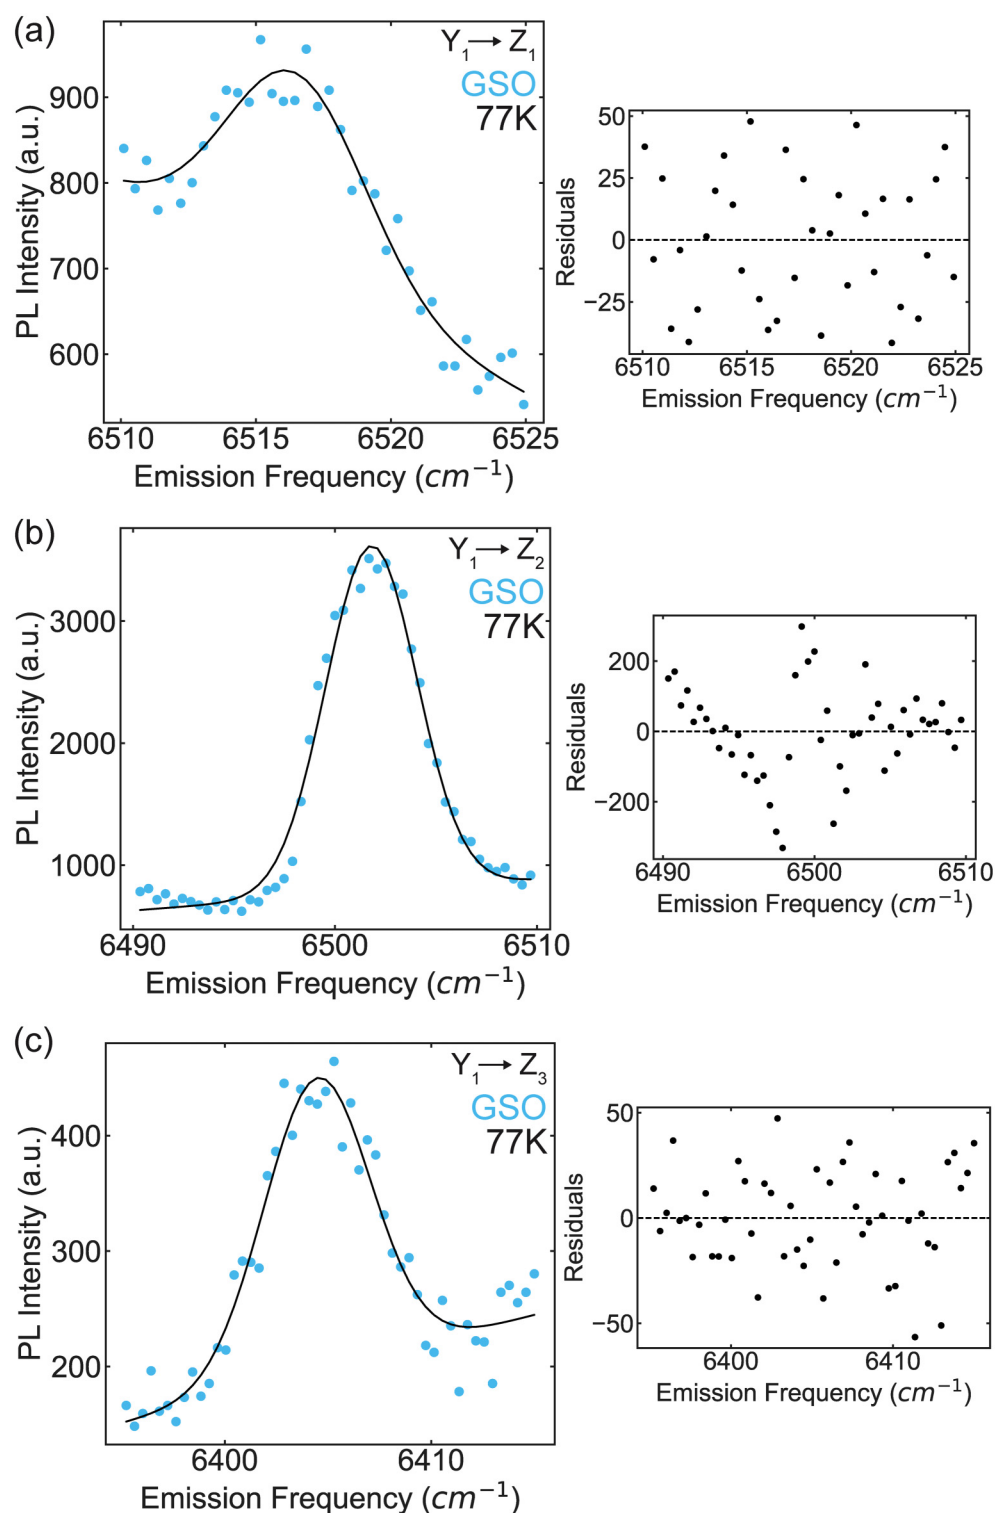 (a)
Y₁ → Z₁
GSO
77K
900
800
700
600
PL Intensity (a.u.)
6510 6515 6520 6525
Emission Frequency (cm⁻¹)
50
25
0
−25
Residuals
6510 6515 6520 6525
Emission Frequency (cm⁻¹)
(b)
Y₁ → Z₂
GSO
77K
3000
2000
1000
PL Intensity (a.u.)
6490 6500 6510
Emission Frequency (cm⁻¹)
200
0
−200
Residuals
6490 6500 6510
Emission Frequency (cm⁻¹)
(c)
Y₁ → Z₃
GSO
77K
400
300
200
PL Intensity (a.u.)
6400 6410
Emission Frequency (cm⁻¹)
50
0
−50
Residuals
6400 6410
Emission Frequency (cm⁻¹)